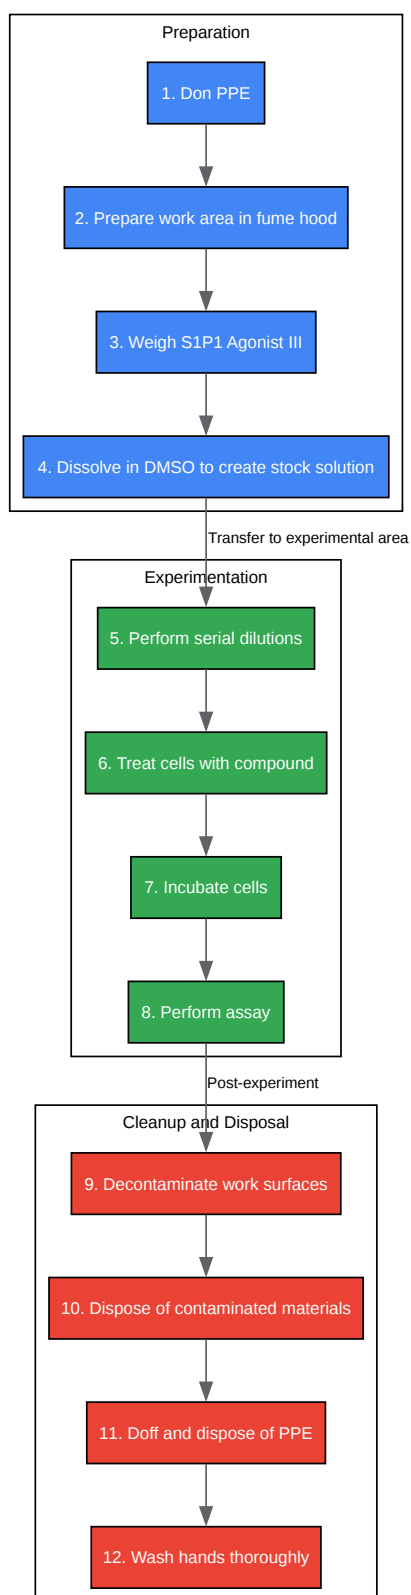 Preparation
1. Don PPE
2. Prepare work area in fume hood
3. Weigh S1P1 Agonist III
4. Dissolve in DMSO to create stock solution
Transfer to experimental area
Experimentation
5. Perform serial dilutions
6. Treat cells with compound
7. Incubate cells
8. Perform assay
Post-experiment
Cleanup and Disposal
9. Decontaminate work surfaces
10. Dispose of contaminated materials
11. Doff and dispose of PPE
12. Wash hands thoroughly